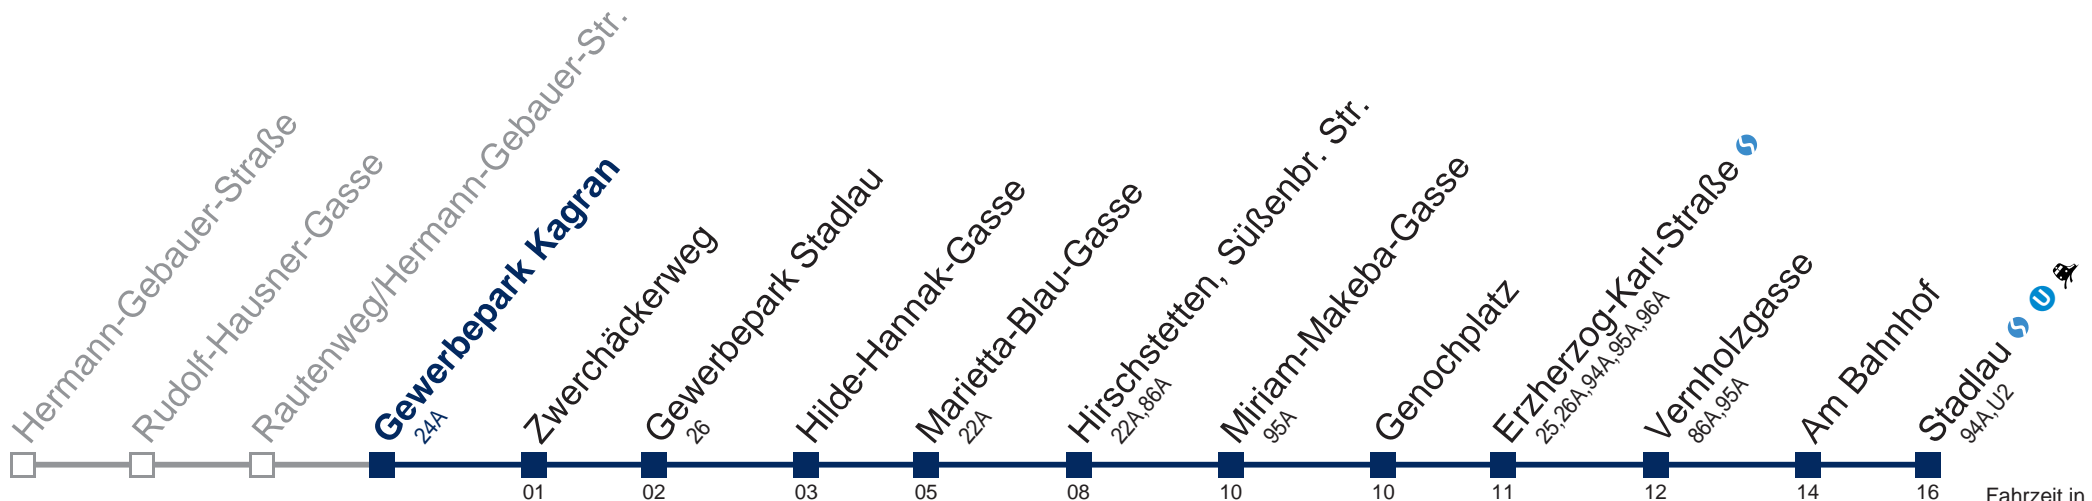 Hermann-Gebauer-Straße
Rudolf-Hausner-Gasse
Rautenweg/Hermann-Gebauer-Str.
Gewerbepark Kagran
24A
Zwerchäckerweg
Gewerbepark Stadlau
26
Hilde-Hannak-Gasse
Marietta-Blau-Gasse
22A
Hirschstetten, Süßenbr. Str.
22A,86A
Miriam-Makeba-Gasse
95A
Genochplatz
Erzherzog-Karl-Straße
25,26A,94A,95A,96A
Vernholzgasse
86A,95A
Am Bahnhof
Stadlau U
94A,U2
01 02 03 05 08 10 10 11 12 14 16 Fahrzeit in